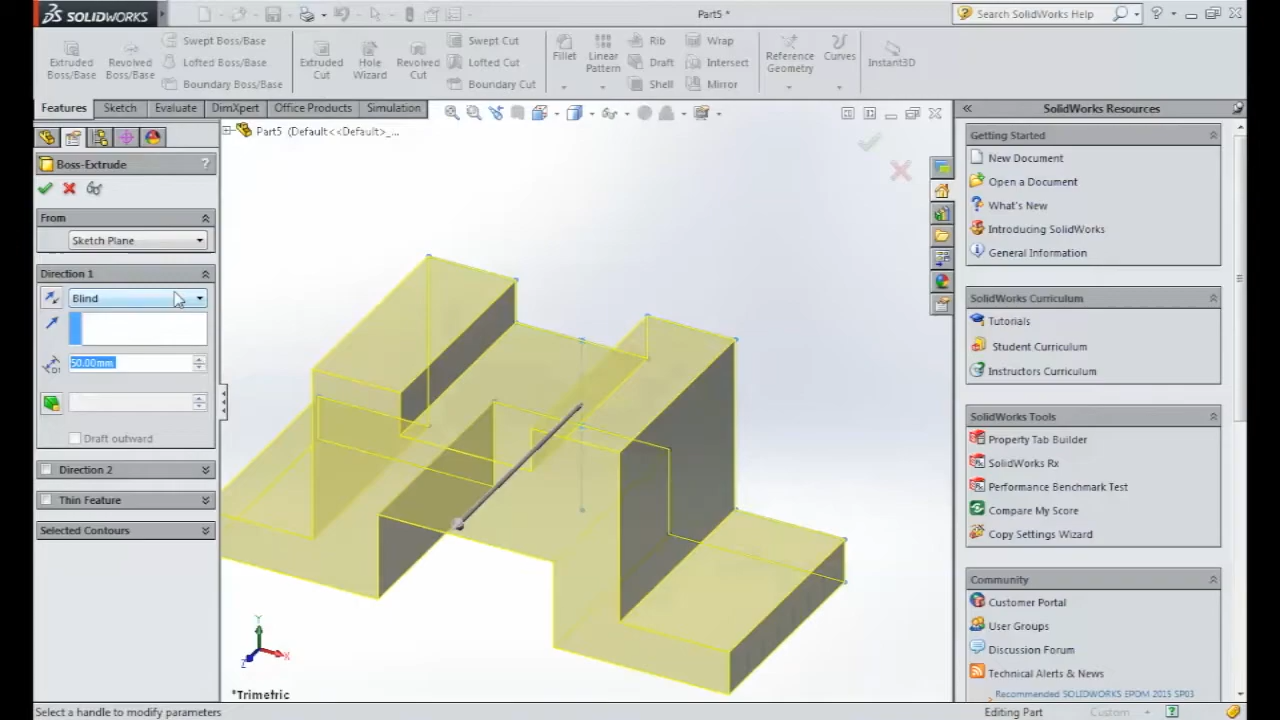 SOLIDWORKS
Part5 *
Search SolidWorks Help
Extruded Boss/Base
Revolved Boss/Base
Swept Boss/Base
Lofted Boss/Base
Boundary Boss/Base
Extruded Cut
Hole Wizard
Revolved Cut
Swept Cut
Lofted Cut
Boundary Cut
Fillet
Linear Pattern
Rib
Draft
Shell
Wrap
Intersect
Mirror
Reference Geometry
Curves
Instant3D
Features
Sketch
Evaluate
DimXpert
Office Products
Simulation
Part5 (Default<<Default>_...
Boss-Extrude
?
From
Sketch Plane
Direction 1
Blind
50.00mm
Draft outward
Direction 2
Thin Feature
Selected Contours
Y
X
Z
*Trimetric
SolidWorks Resources
Getting Started
New Document
Open a Document
What's New
Introducing SolidWorks
General Information
SolidWorks Curriculum
Tutorials
Student Curriculum
Instructors Curriculum
SolidWorks Tools
Property Tab Builder
SolidWorks Rx
Performance Benchmark Test
Compare My Score
Copy Settings Wizard
Community
Customer Portal
User Groups
Discussion Forum
Technical Alerts & News
Recommended SOLIDWORKS EPDM 2015 SP03
Select a handle to modify parameters
Editing Part
Custom